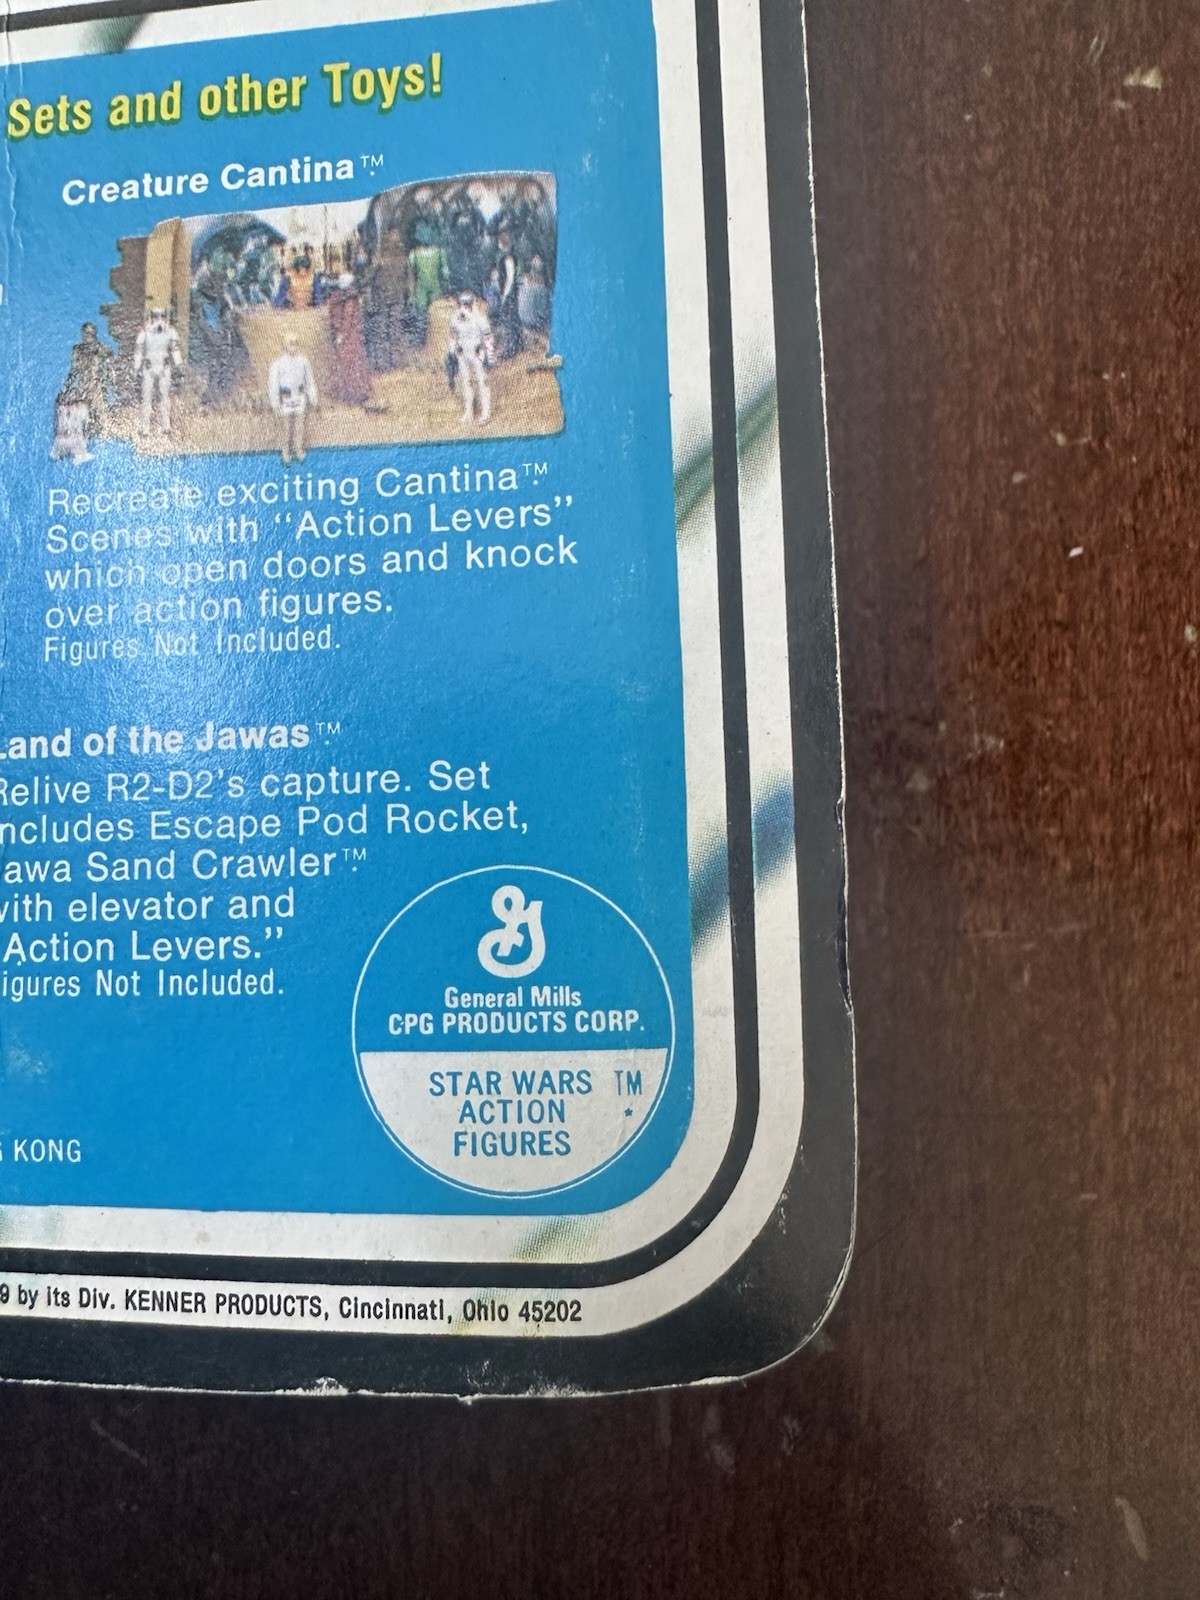 Sets and other Toys!
Creature Cantina™
Recreate exciting Cantina™
Scenes with “Action Levers”
which open doors and knock
over action figures.
Figures Not Included.
Land of the Jawas™
Relive R2-D2's capture. Set
ncludes Escape Pod Rocket,
awa Sand Crawler™
with elevator and
Action Levers.”
igures Not Included.
General Mills
CPG PRODUCTS CORP.
STAR WARS TM
ACTION
FIGURES
KONG
9 by its Div. KENNER PRODUCTS, Cincinnati, Ohio 45202